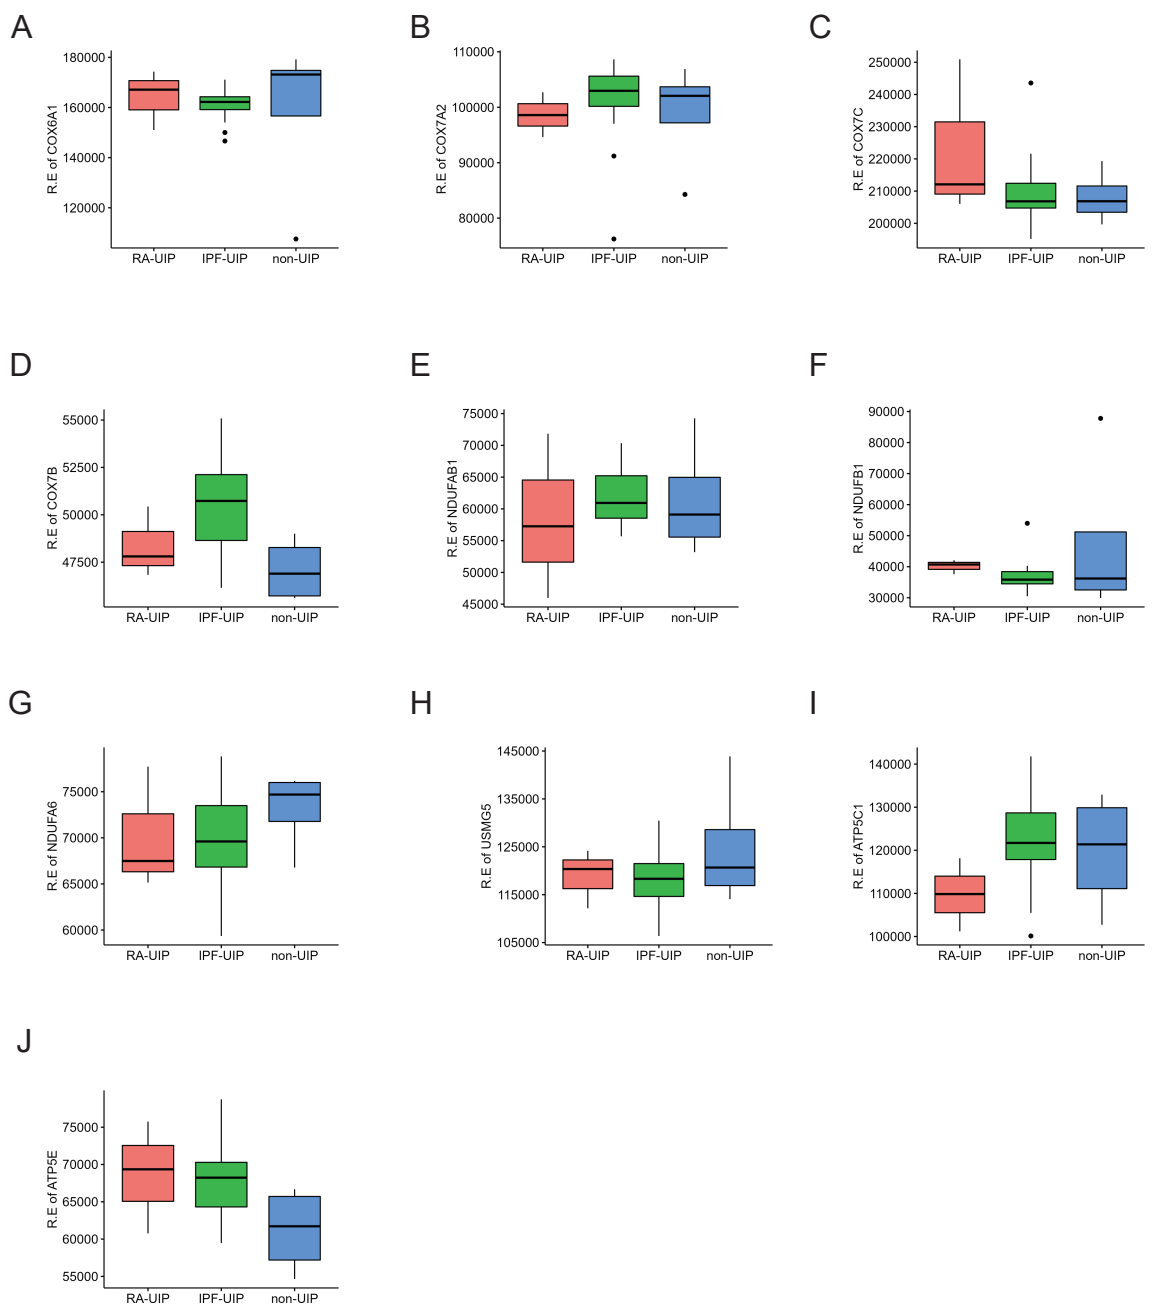 A
R.E of COX6A1
180000
160000
140000
120000
RA-UIP IPF-UIP non-UIP
B
R.E of COX7A2
110000
100000
90000
80000
RA-UIP IPF-UIP non-UIP
C
R.E of COX7C
250000
240000
230000
220000
210000
200000
RA-UIP IPF-UIP non-UIP
D
R.E of COX7B
55000
52500
50000
47500
RA-UIP IPF-UIP non-UIP
E
R.E of NDUFAB1
75000
70000
65000
60000
55000
50000
45000
RA-UIP IPF-UIP non-UIP
F
R.E of NDUFB1
90000
80000
70000
60000
50000
40000
30000
RA-UIP IPF-UIP non-UIP
G
R.E of NDUFA6
75000
70000
65000
60000
RA-UIP IPF-UIP non-UIP
H
R.E of USMG5
145000
135000
125000
115000
105000
RA-UIP IPF-UIP non-UIP
I
R.E of ATP5C1
140000
130000
120000
110000
100000
RA-UIP IPF-UIP non-UIP
J
R.E of ATP5E
75000
70000
65000
60000
55000
RA-UIP IPF-UIP non-UIP